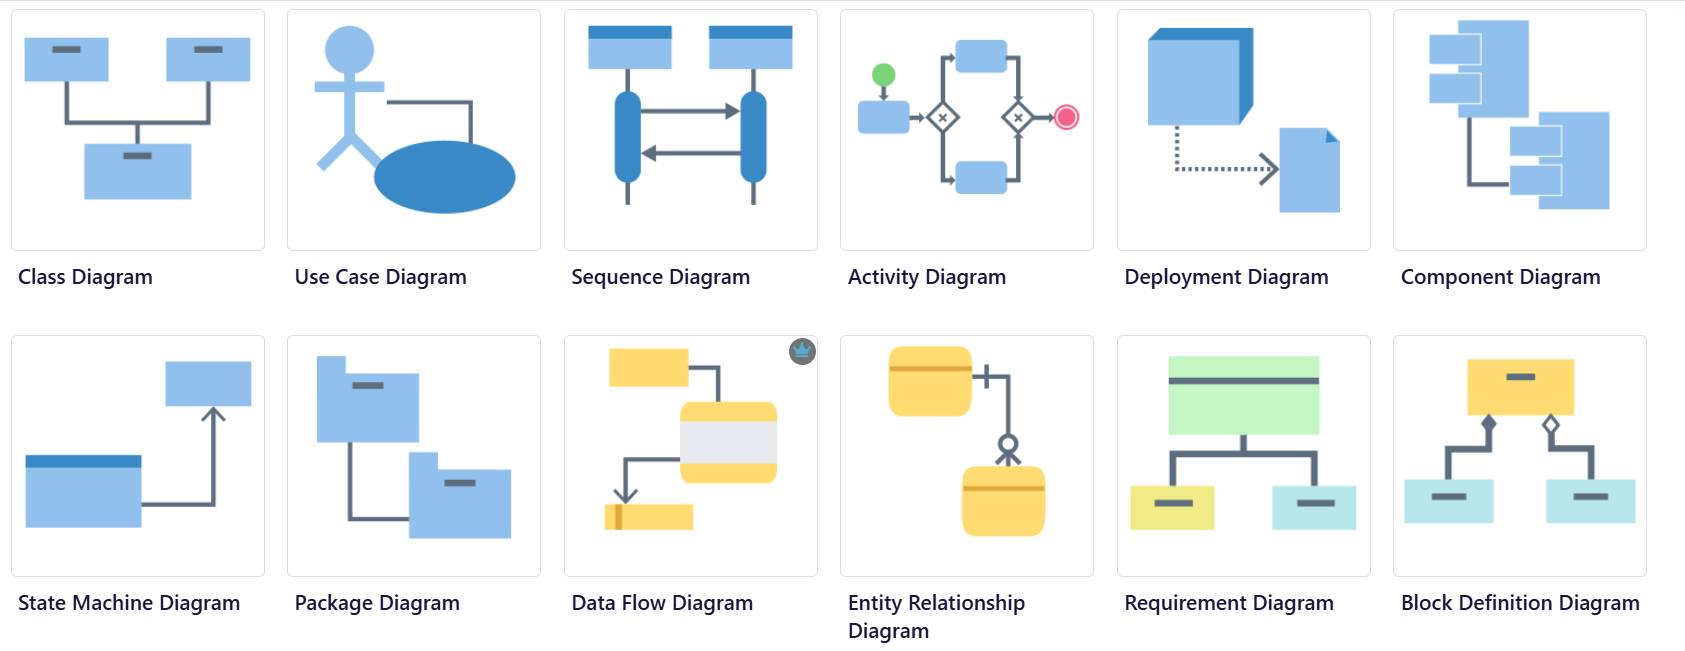 Class Diagram
Use Case Diagram
Sequence Diagram
Activity Diagram
Deployment Diagram
Component Diagram
State Machine Diagram
Package Diagram
Data Flow Diagram
Entity Relationship
Diagram
Requirement Diagram
Block Definition Diagram